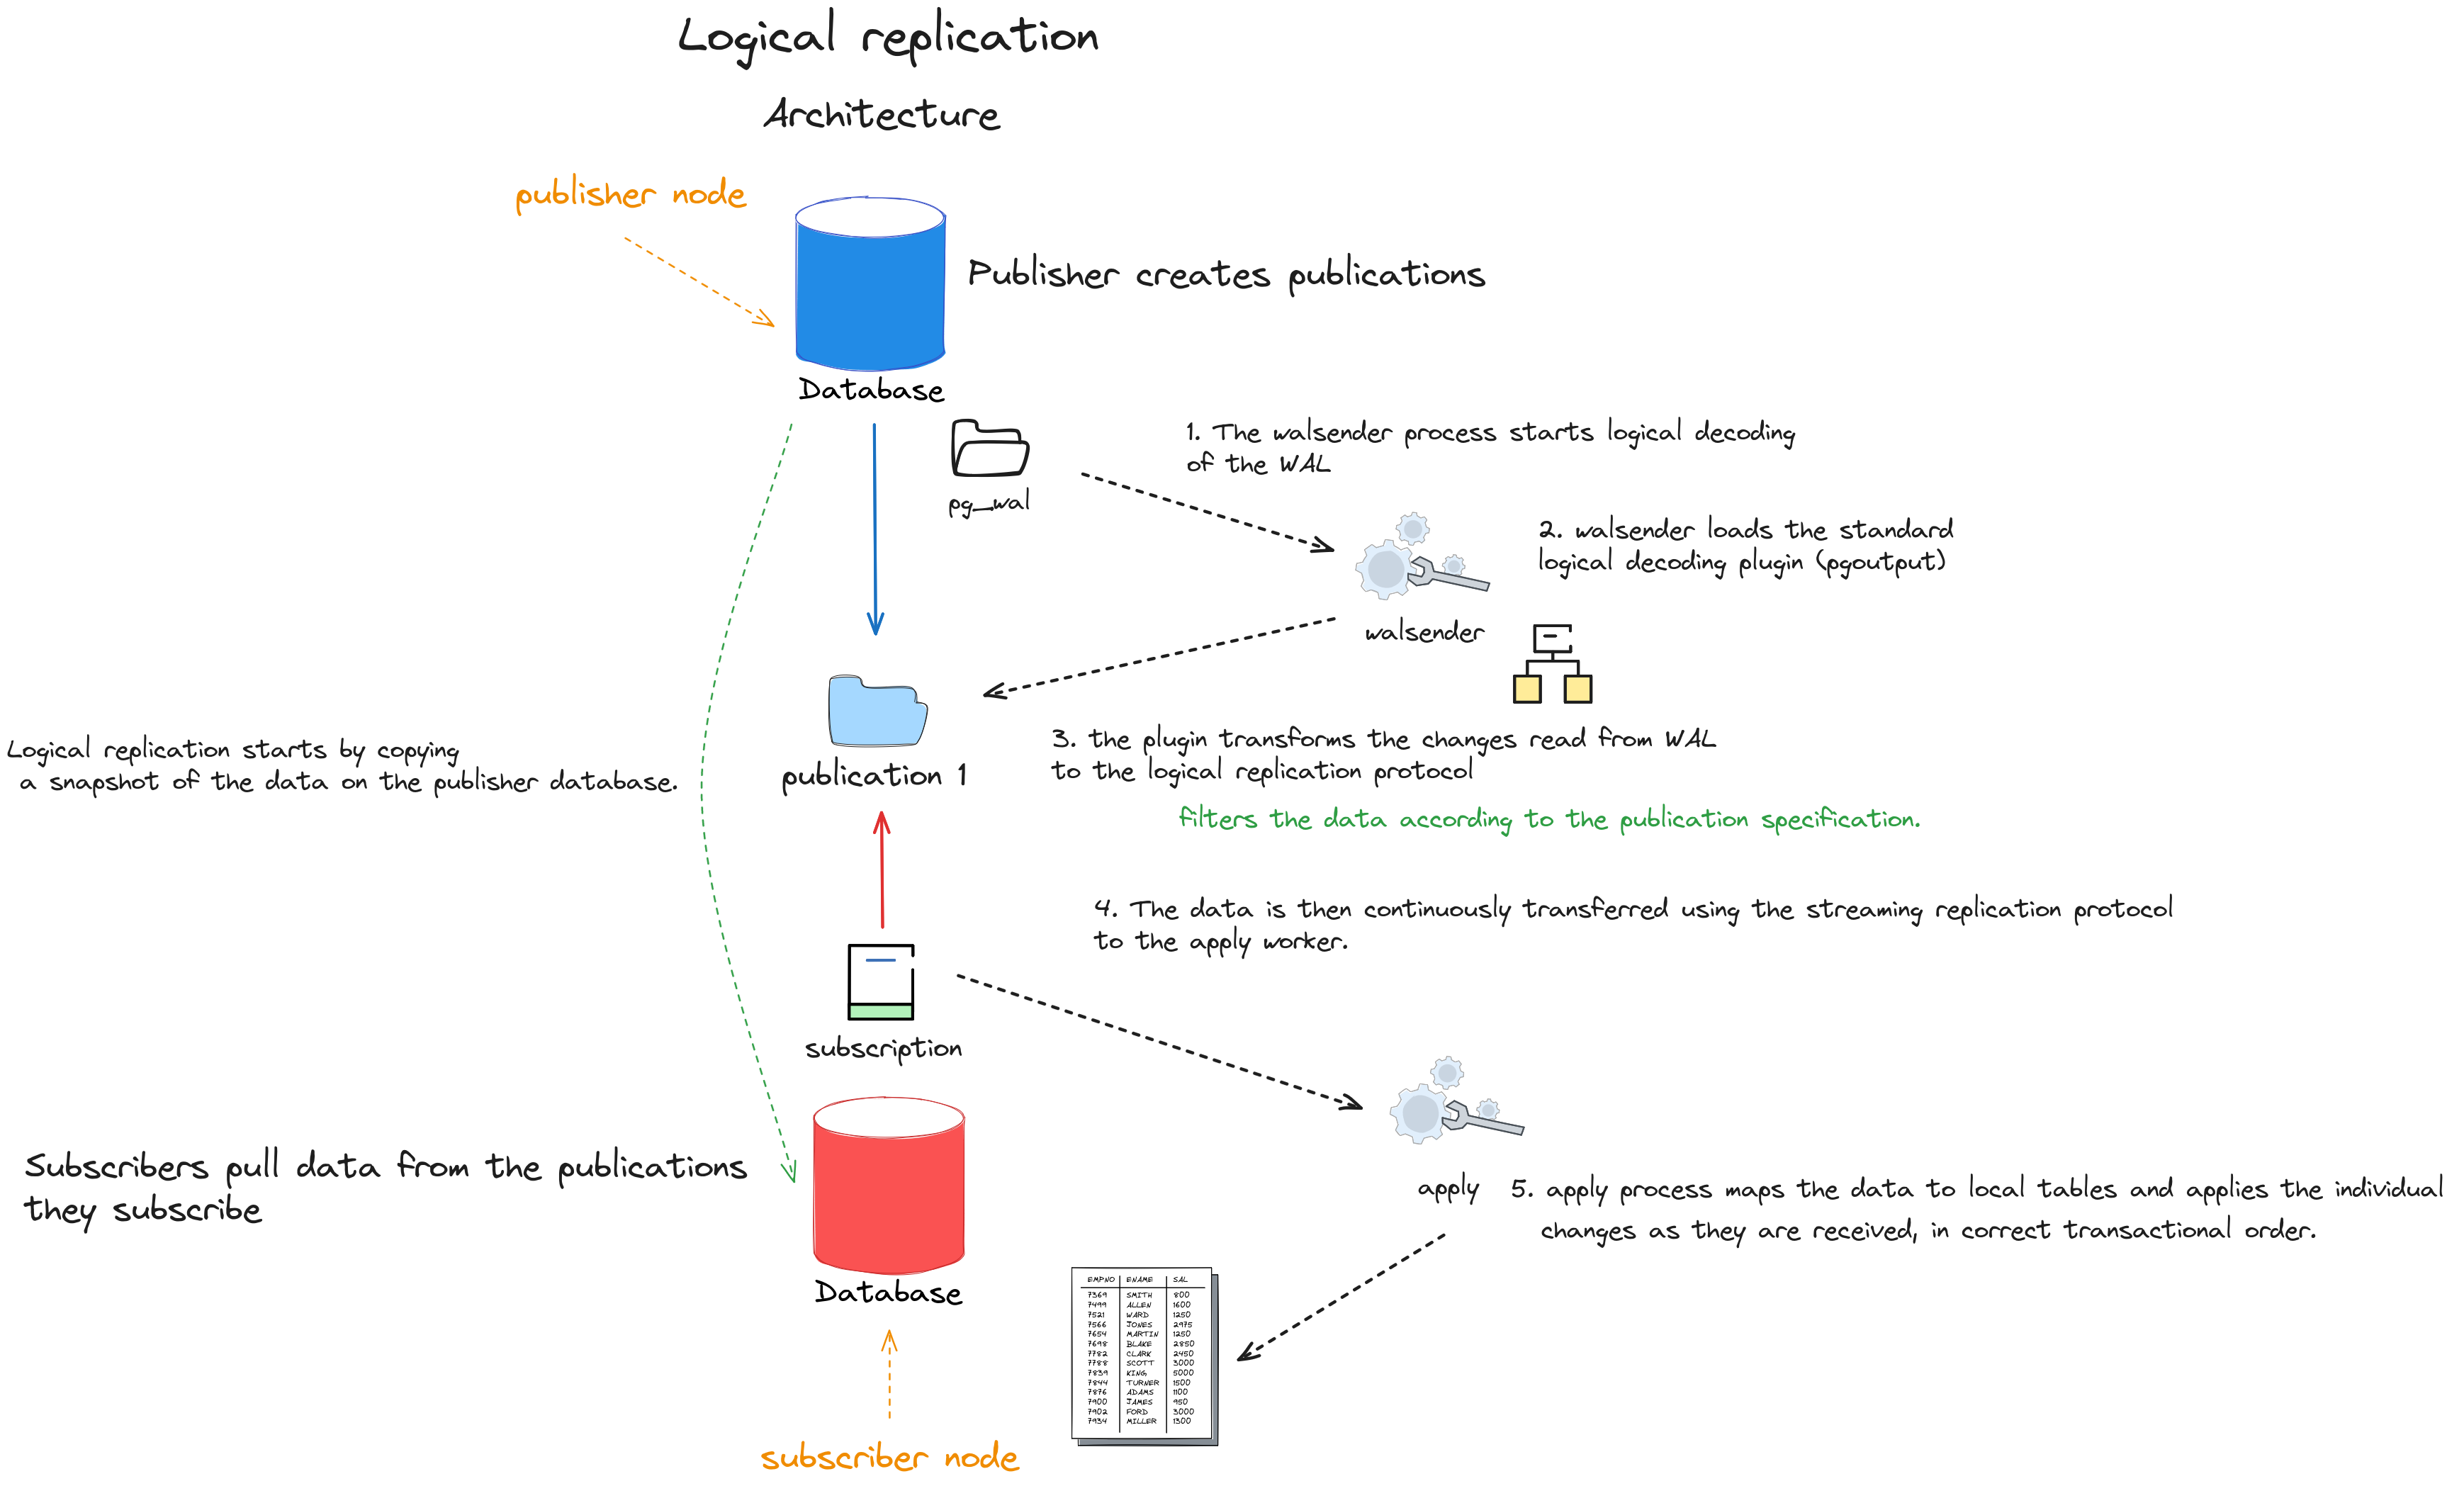 Logical replication
Architecture
publisher node
Publisher creates publications
Database
pg_wal
1. The walsender process starts logical decoding
of the WAL
2. walsender loads the standard
logical decoding plugin (pgoutput)
walsender
Logical replication starts by copying
a snapshot of the data on the publisher database.
publication 1
3. the plugin transforms the changes read from WAL
to the logical replication protocol
filters the data according to the publication specification.
4. The data is then continuously transferred using the streaming replication protocol
to the apply worker.
subscription
Subscribers pull data from the publications
they subscribe
apply
5. apply process maps the data to local tables and applies the individual
changes as they are received, in correct transactional order.
Database
EMPNO ENAME SAL
7369 SMITH 800
7499 ALLEN 1600
7521 WARD 1250
7566 JONES 2975
7654 MARTIN 1250
7698 BLAKE 2850
7782 CLARK 2450
7788 SCOTT 3000
7839 KING 5000
7844 TURNER 1500
7876 ADAMS 1100
7900 JAMES 950
7902 FORD 3000
7934 MILLER 1300
subscriber node